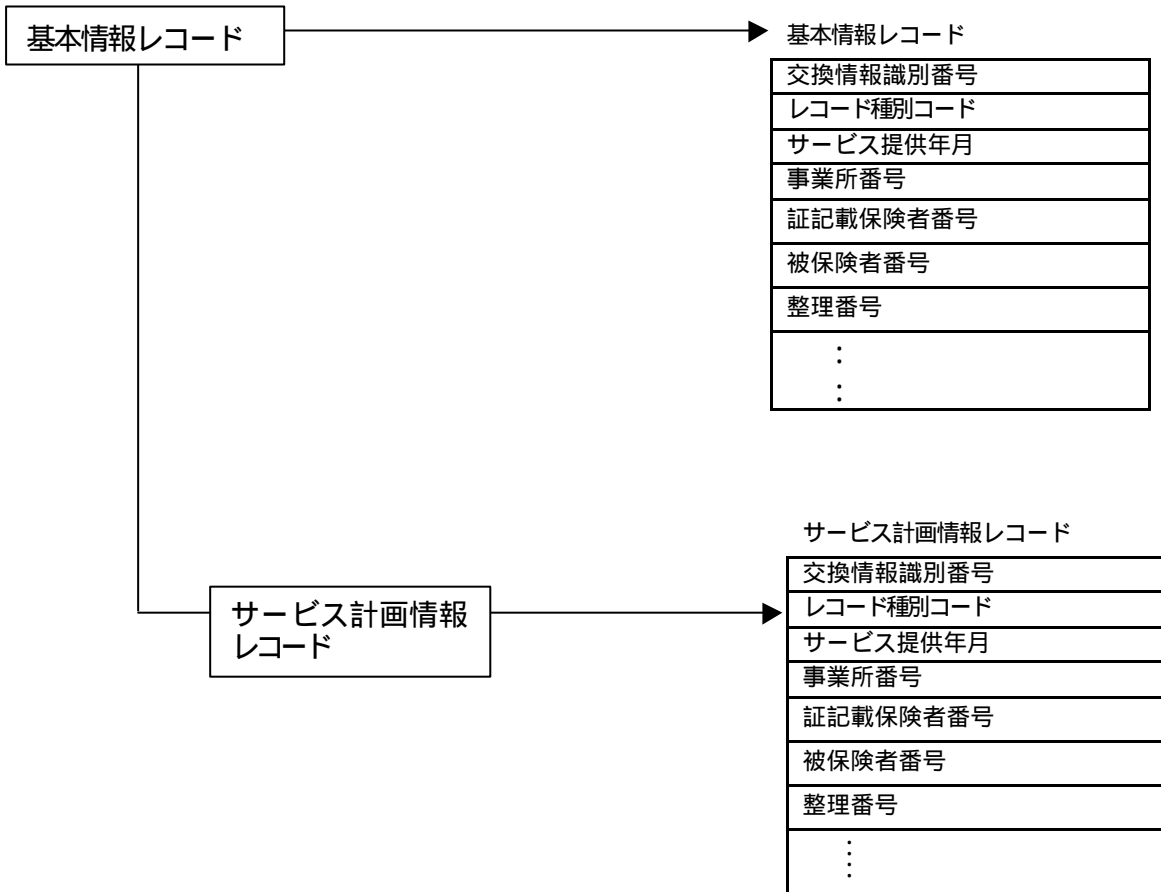 基本情報レコード
基本情報レコード
交換情報識別番号
レコード種別コード
サービス提供年月
事業所番号
証記載保険者番号
被保険者番号
整理番号
：
：
サービス計画情報
レコード
サービス計画情報レコード
交換情報識別番号
レコード種別コード
サービス提供年月
事業所番号
証記載保険者番号
被保険者番号
整理番号
⋮